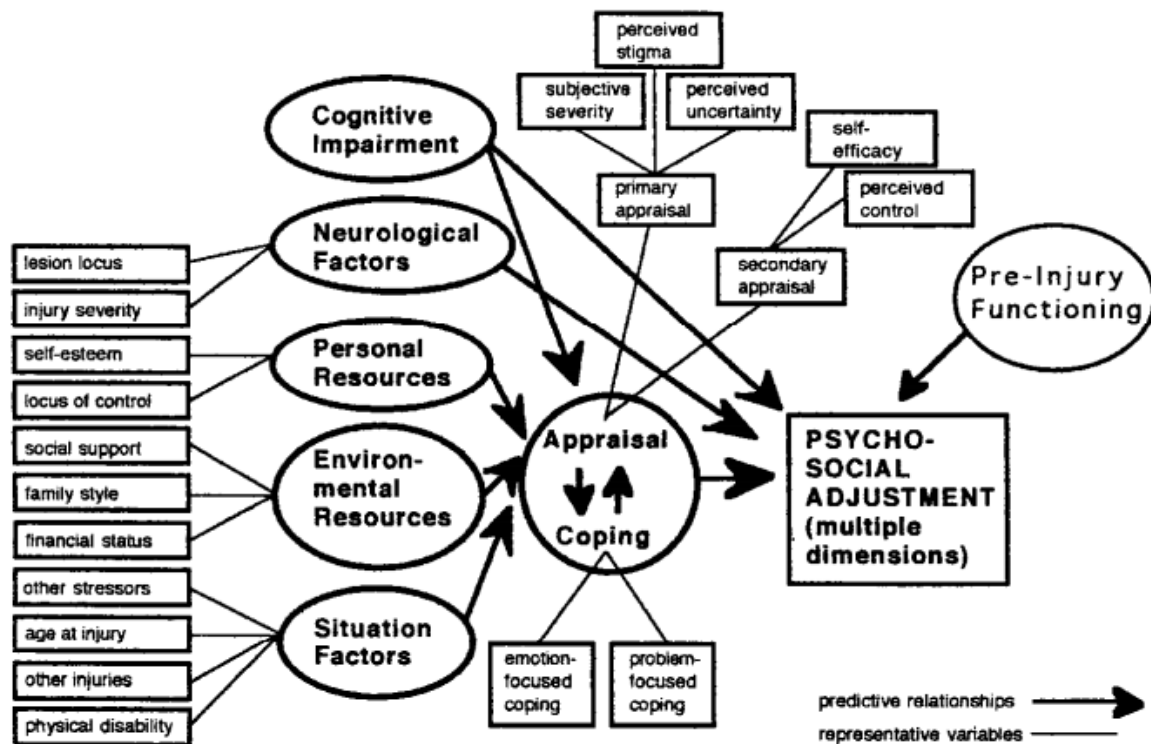 perceived
stigma
subjective
severity
perceived
uncertainty
self-
efficacy
perceived
control
primary
appraisal
secondary
appraisal
Cognitive
Impairment
Neurological
Factors
Personal
Resources
Environ-
mental
Resources
Situation
Factors
lesion locus
injury severity
self-esteem
locus of control
social support
family style
financial status
other stressors
age at injury
other injuries
physical disability
Appraisal
Coping
emotion-
focused
coping
problem-
focused
coping
Pre-Injury
Functioning
PSYCHO-
SOCIAL
ADJUSTMENT
(multiple
dimensions)
predictive relationships
representative variables